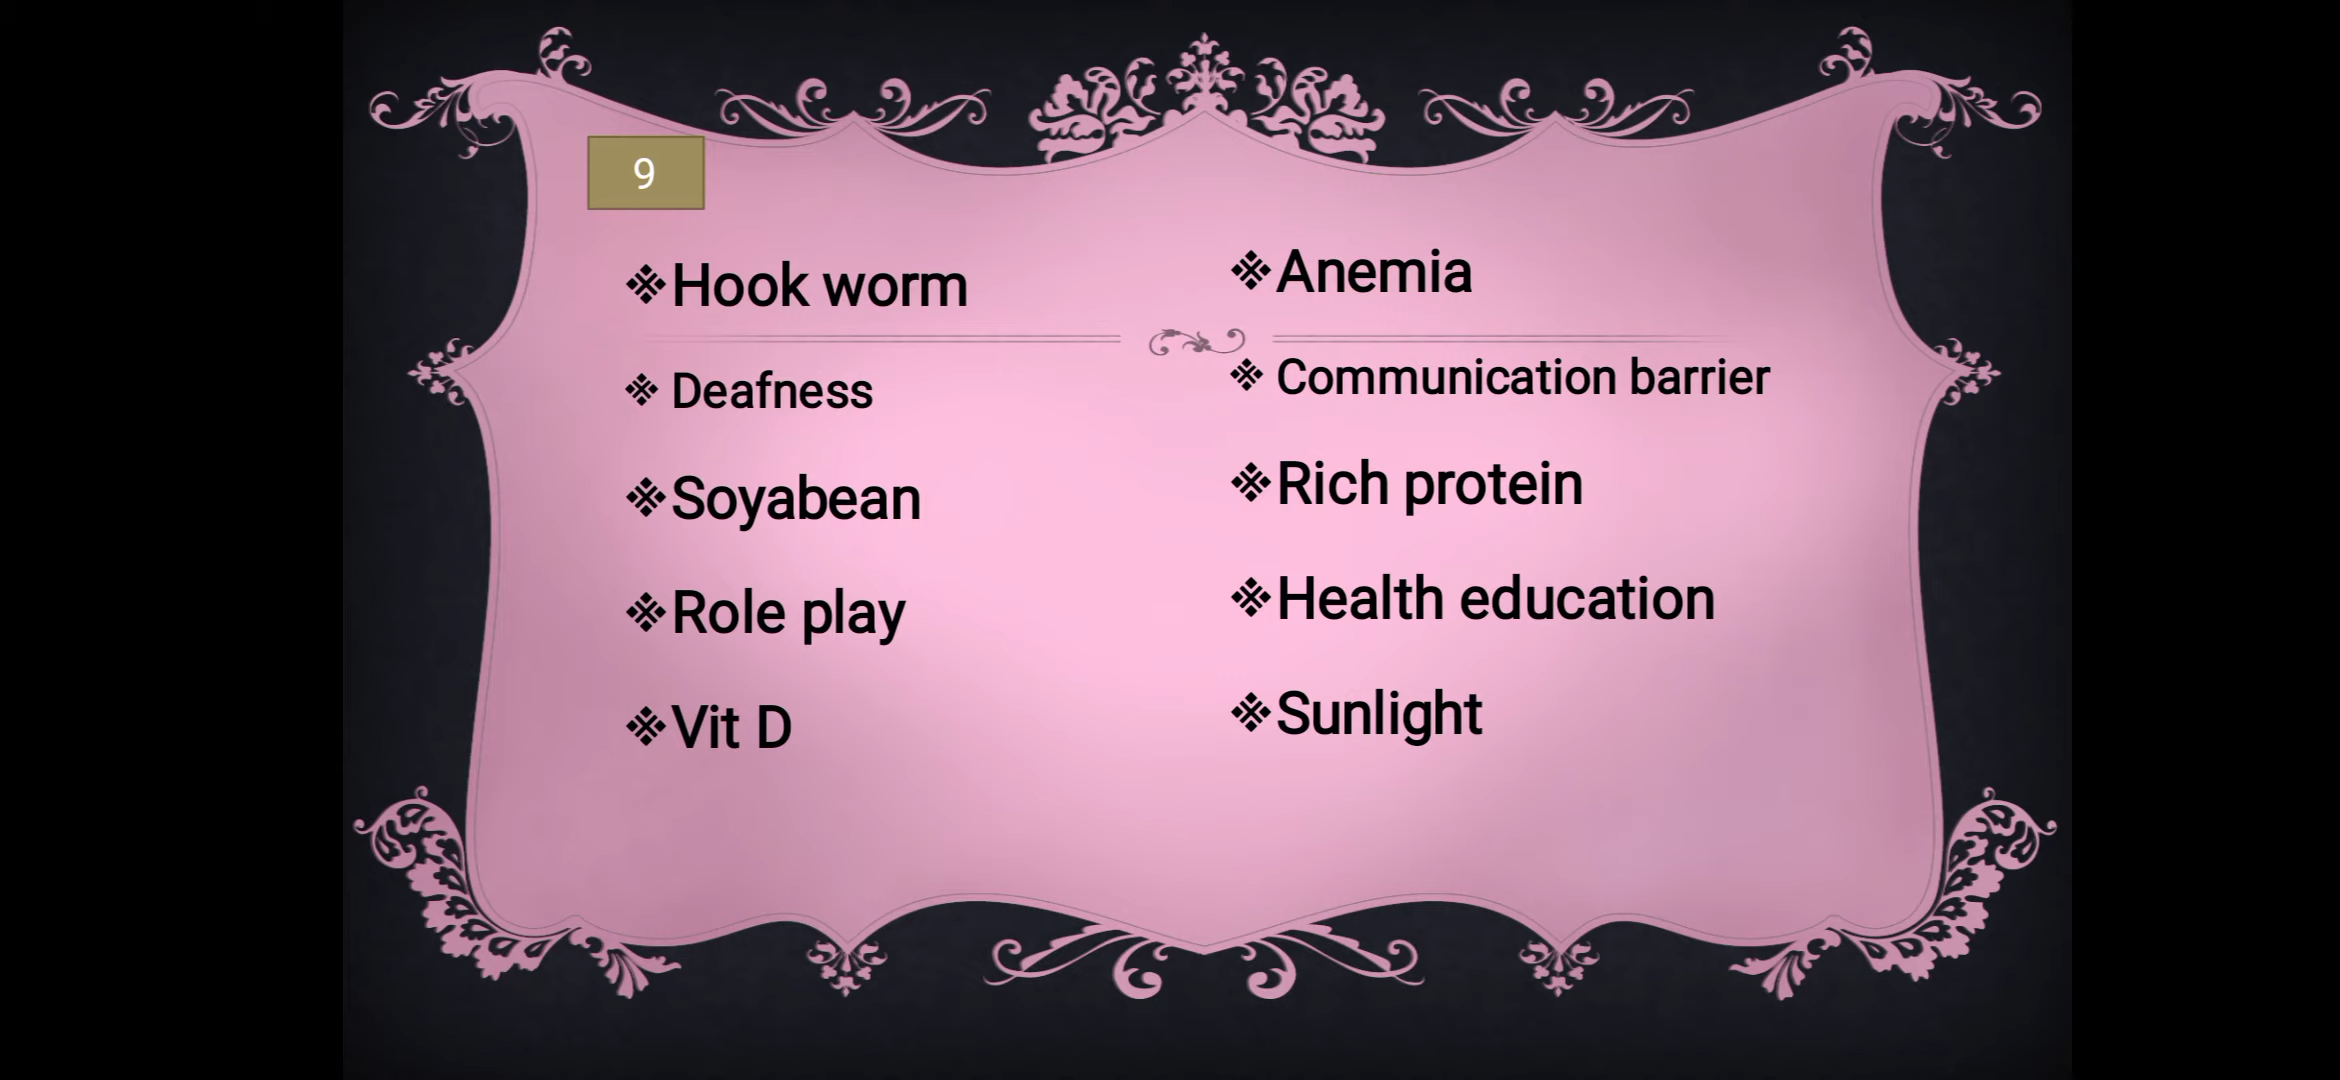 9
❖Hook worm
❖Anemia
❖ Deafness
❖ Communication barrier
❖Soyabean
❖Rich protein
❖Role play
❖Health education
❖Vit D
❖Sunlight